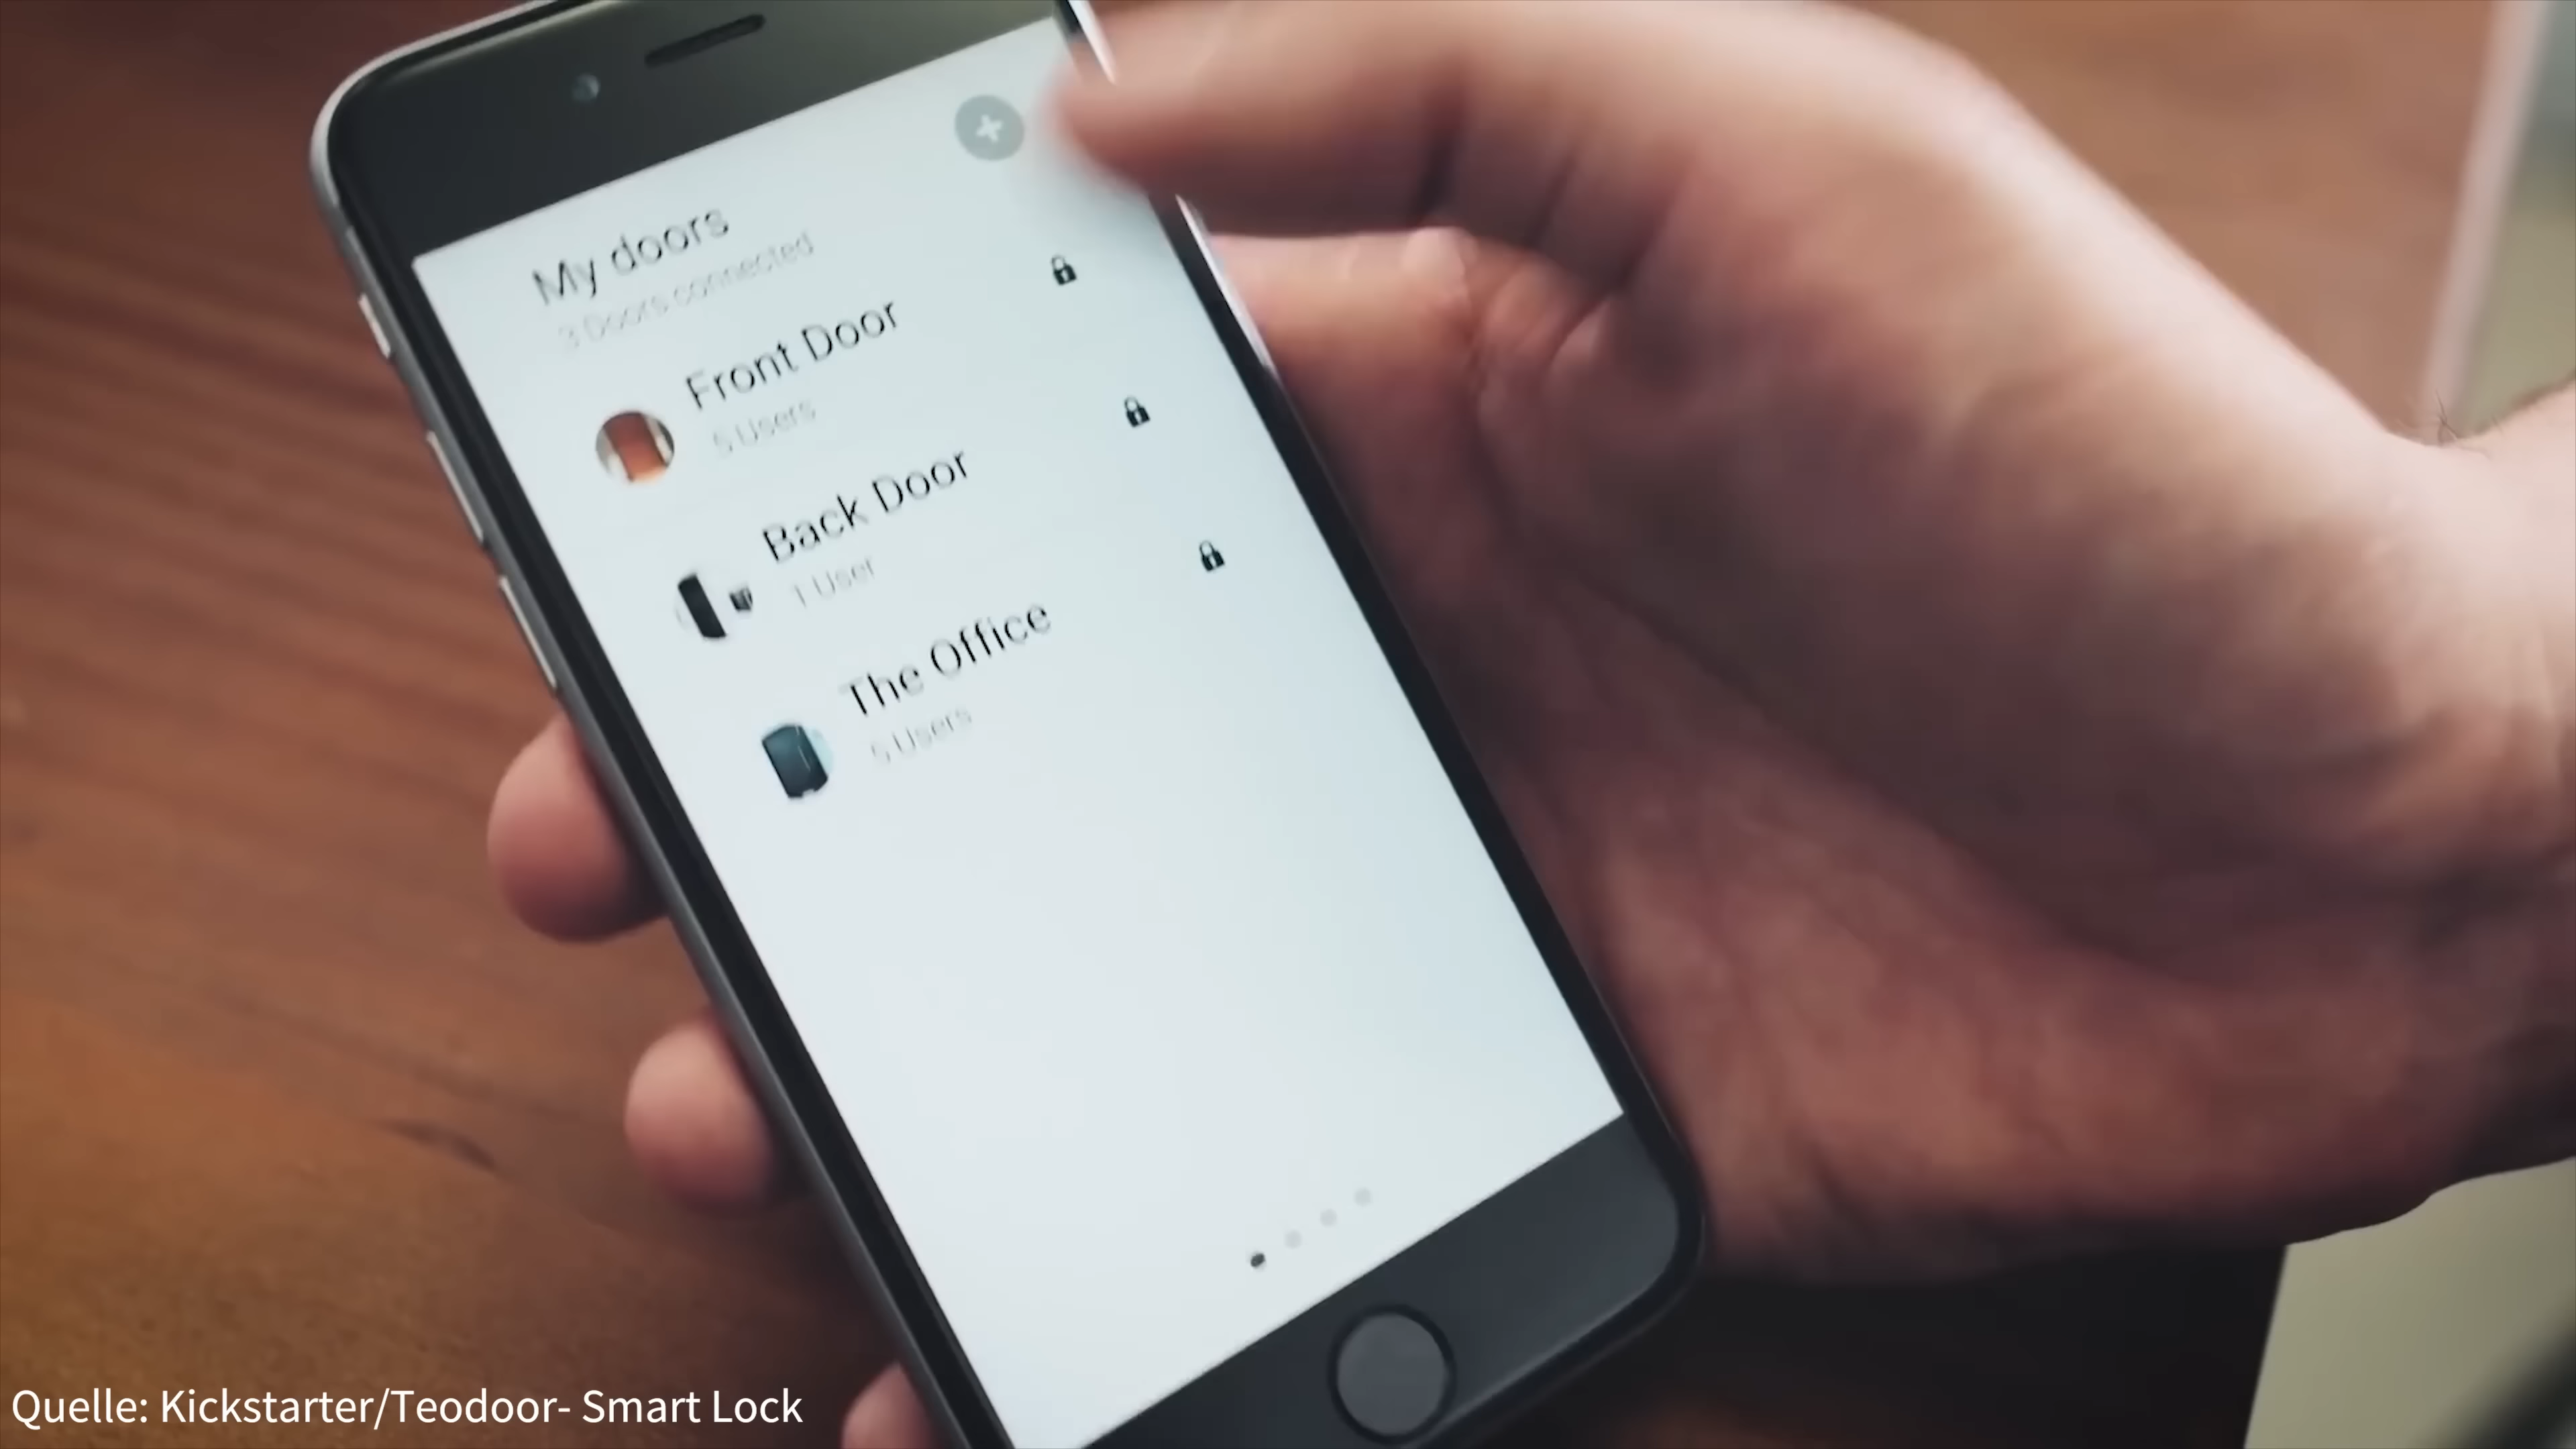 My doors
3 Doors connected
Front Door
5 Users
Back Door
1 User
The Office
5 Users
Quelle: Kickstarter/Teodoor- Smart Lock